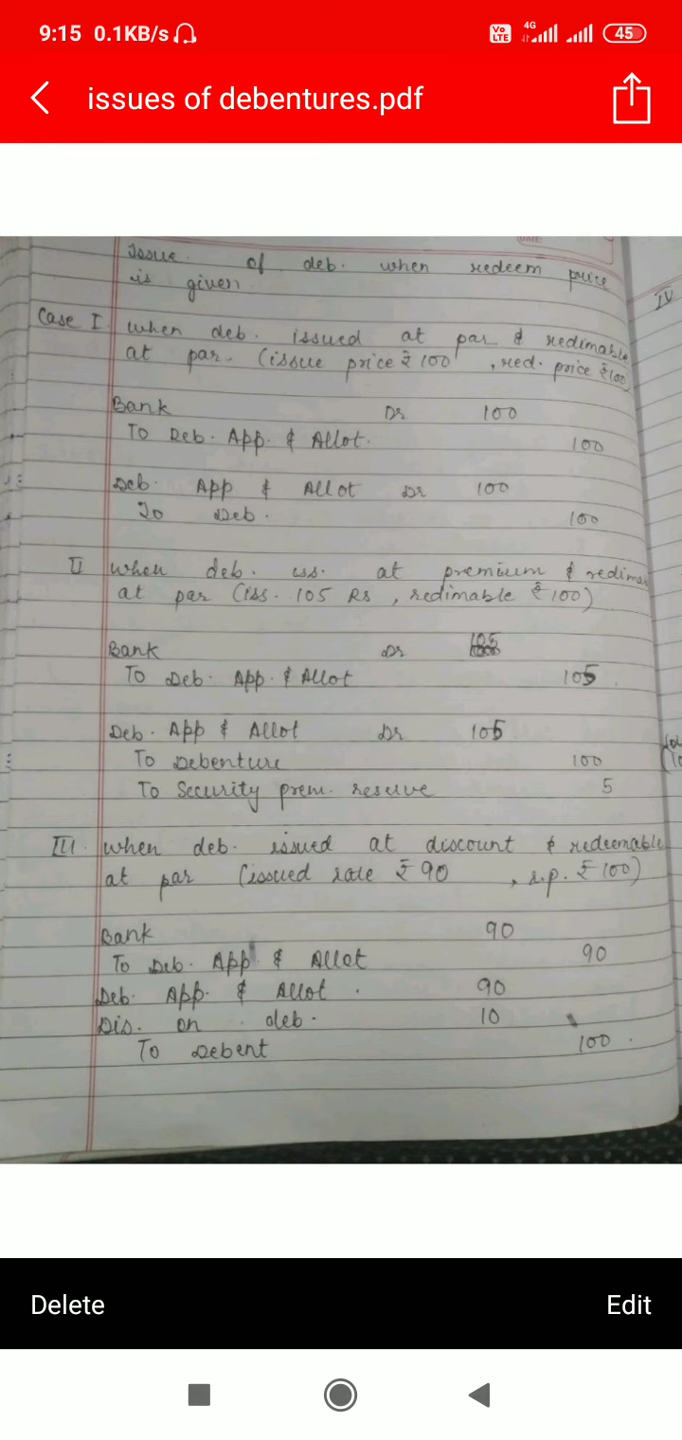 9:15 0.1KB/s Vo LTE 4G 45
issues of debentures.pdf
Issue of deb. when redeem price
is given.
IV
Case I when deb. issued at par & redimable
at par. (issue price ₹ 100, red. price ₹100)
Bank Dr 100
To Deb. App. & Allot. 100
Deb. App & Allot Dr 100
To Deb. 100
II when deb. iss. at premium & redima
at par (iss. 105 Rs, redimable ₹100)
Bank Dr 105
To Deb. App. & Allot 105
Deb. App & Allot Dr 105
To Debenture 100
To Security prem. reserve 5
III. when deb. issued at discount & redeemable
at par (issued rate ₹ 90, r.p. ₹ 100)
Bank 90
To Deb. App. & Allot 90
Deb. App. & Allot. 90
Dis. on deb. 10
To Debent 100.
Delete Edit